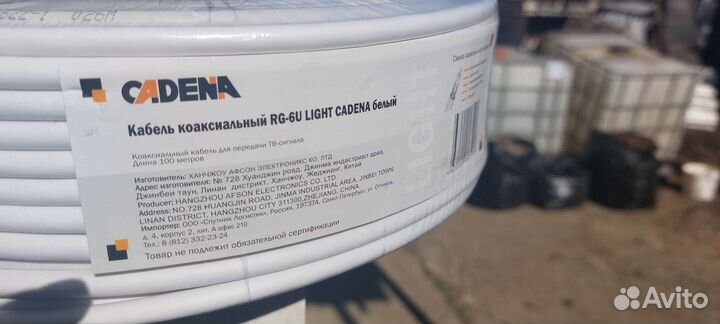 026М
CADENA
Кабель коаксиальный RG-6U LIGHT CADENA белый
Коаксиальный кабель для передачи ТВ-сигнала
Длина 100 метров
Изготовитель: ХАНЧЖОУ АФСОН ЭЛЕКТРОНИКС КО. ЛТД
Адрес изготовителя: № 728 Хуанджин роад, Джинма индастриал ареа,
Джинбеи таун, Линан дистрикт, Ханчжоу, Жеджианг, Китай
Producer: HANGZHOU AFSON ELECTRONICS CO. LTD
Address: NO.728 HUANGJIN ROAD, JINMA INDUSTRIAL AREA, JINBEI TOWN,
LINAN DISTRICT, HANGZHOU CITY 311300, ZHEJIANG, CHINA.
Импортер: ООО «Спутник Логистик», Россия, 197374, Санкт-Петербург, ул. Оптиков,
д. 4, корпус 2, лит. А офис 210
Тел.: 8 (812) 332-23-24
Товар не подлежит обязательной сертификации
LIGHT
Avito